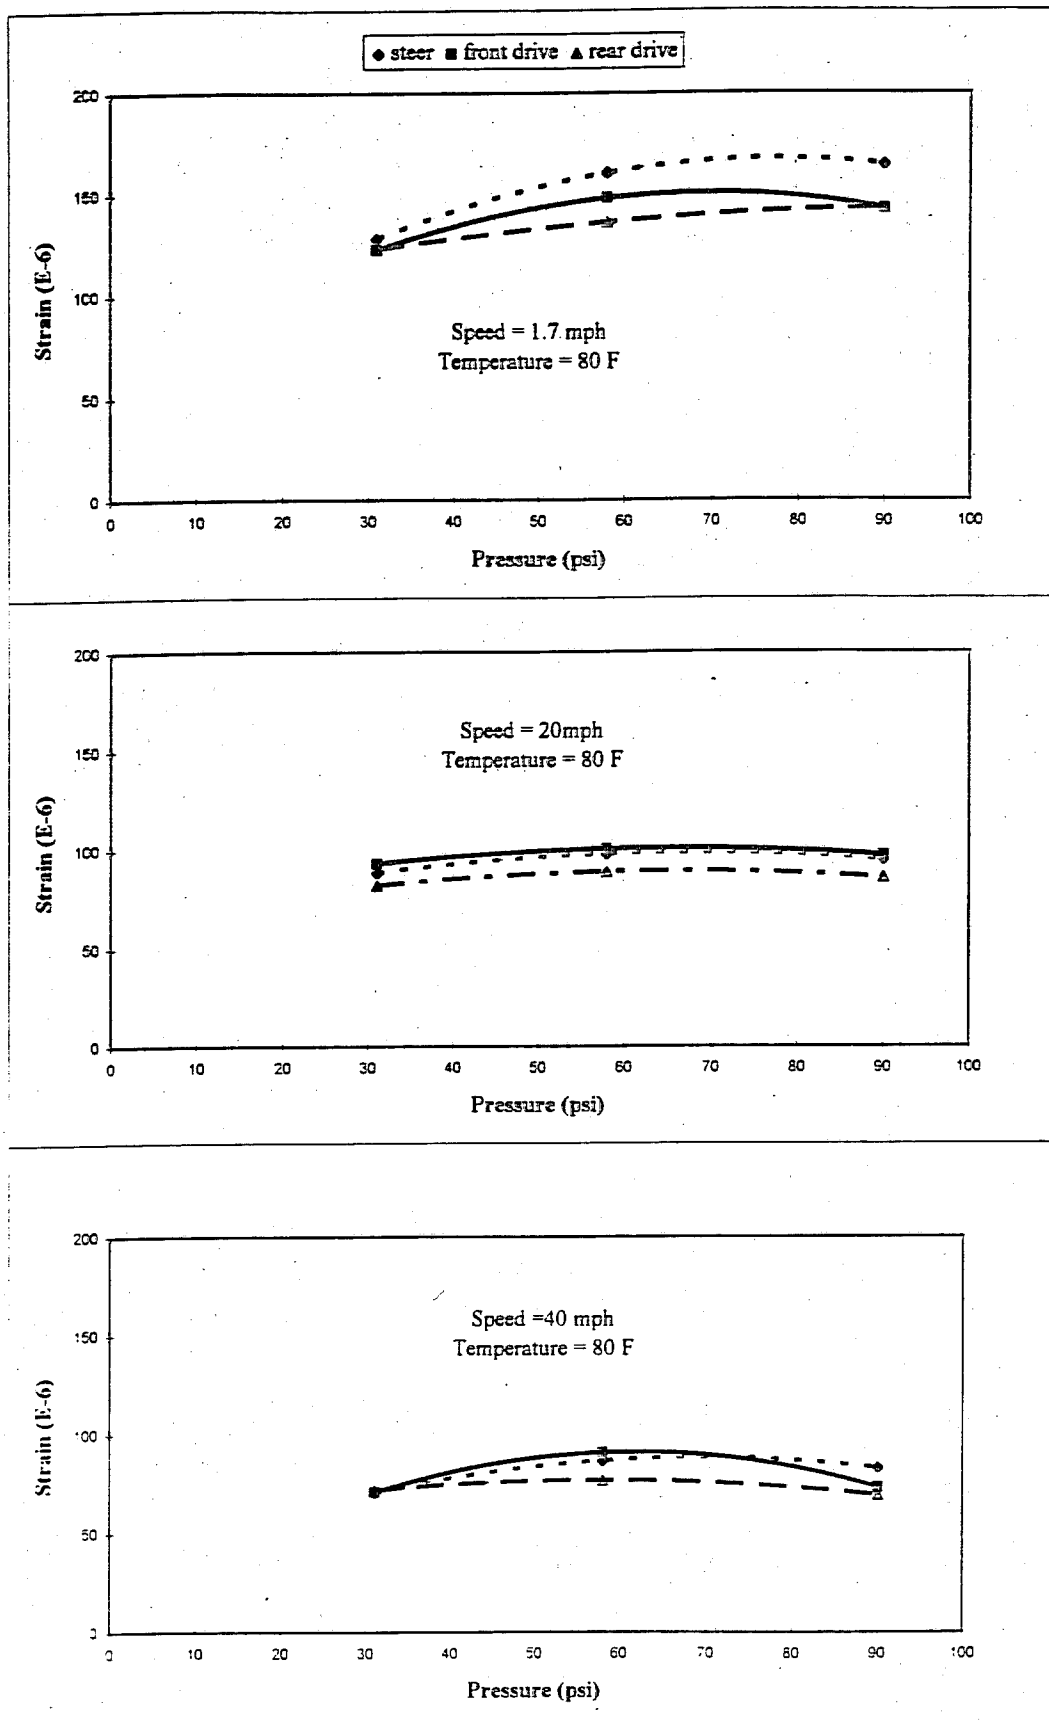 steer front drive rear drive
200
150
100
50
0
Strain (E-6)
Speed = 1.7 mph
Temperature = 80 F
0 10 20 30 40 50 60 70 80 90 100
Pressure (psi)
200
150
100
50
0
Strain (E-6)
Speed = 20mph
Temperature = 80 F
0 10 20 30 40 50 60 70 80 90 100
Pressure (psi)
200
150
100
50
0
Strain (E-6)
Speed =40 mph
Temperature = 80 F
0 10 20 30 40 50 60 70 80 90 100
Pressure (psi)